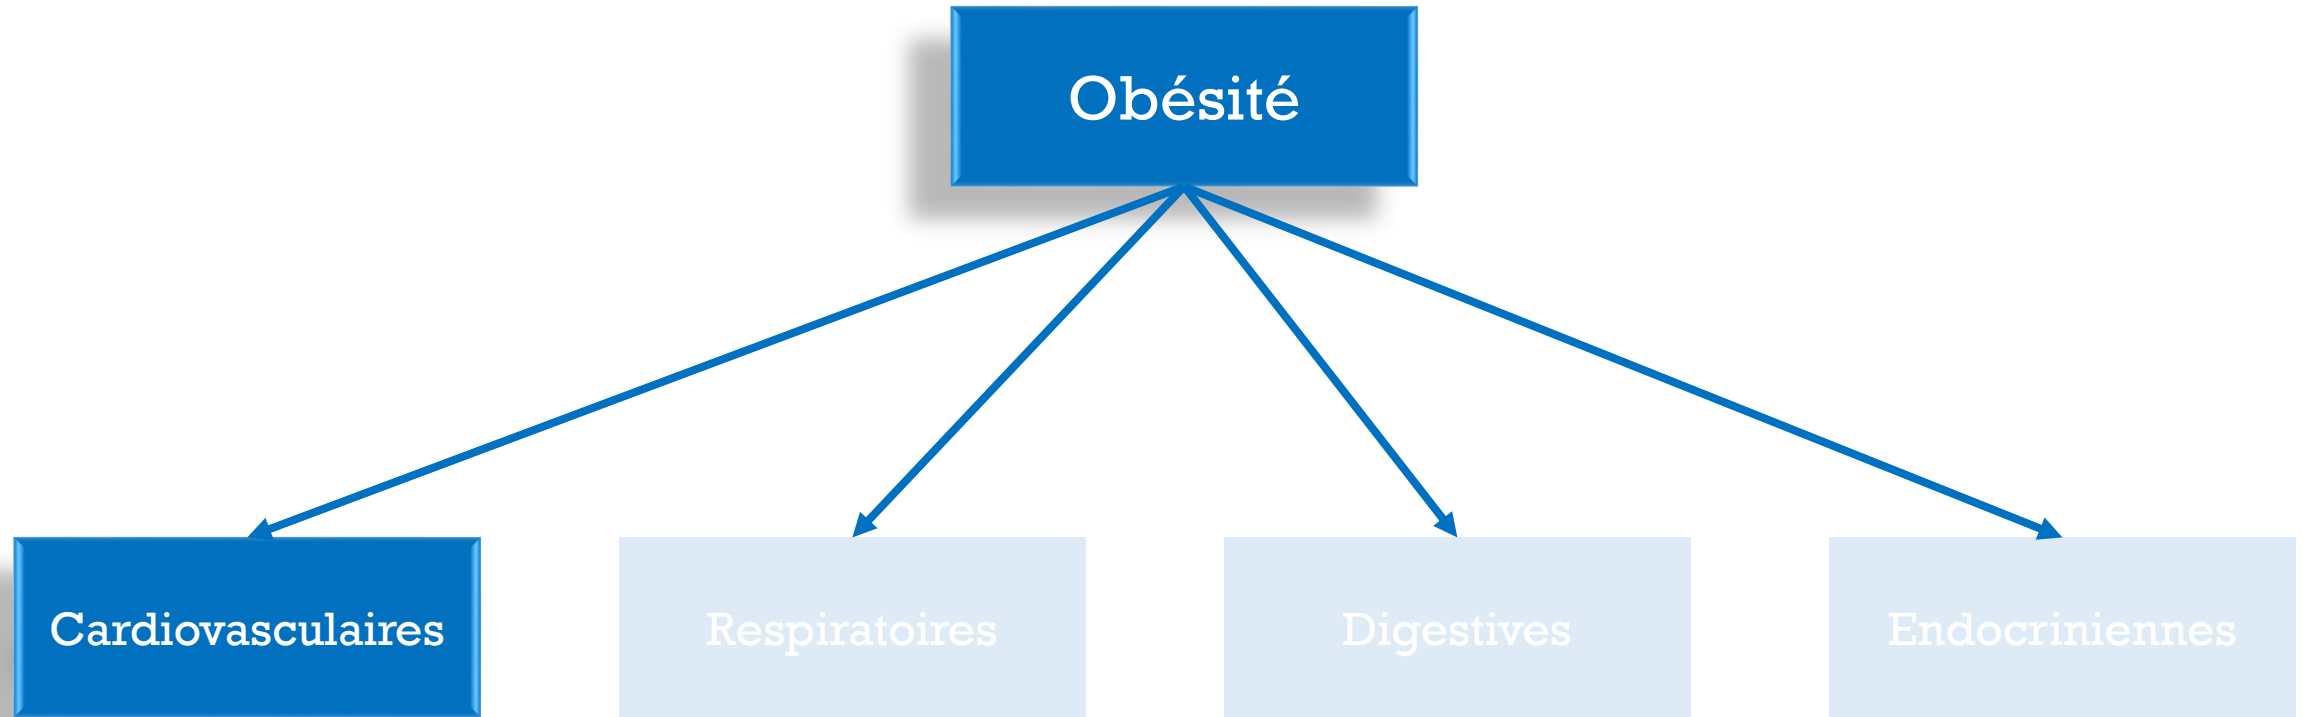 Obésité
Cardiovasculaires
Respiratoires
Digestives
Endocriniennes